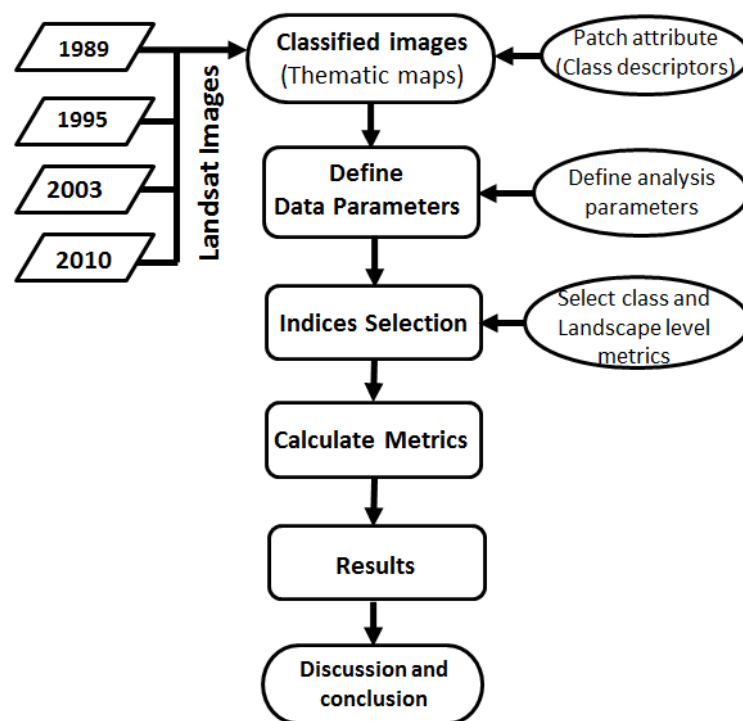 1989
1995
2003
2010
Landsat Images
Classified images
(Thematic maps)
Patch attribute
(Class descriptors)
Define
Data Parameters
Define analysis
parameters
Indices Selection
Select class and
Landscape level
metrics
Calculate Metrics
Results
Discussion and
conclusion